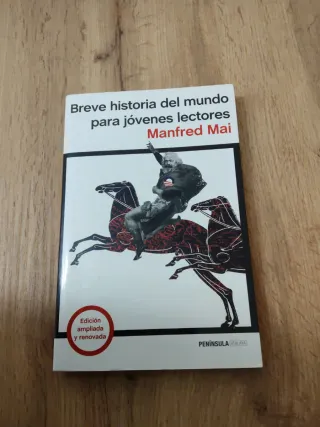 Breve historia del mundo
para jóvenes lectores
Manfred Mai
Edición
ampliada
y renovada
PENÍNSULA